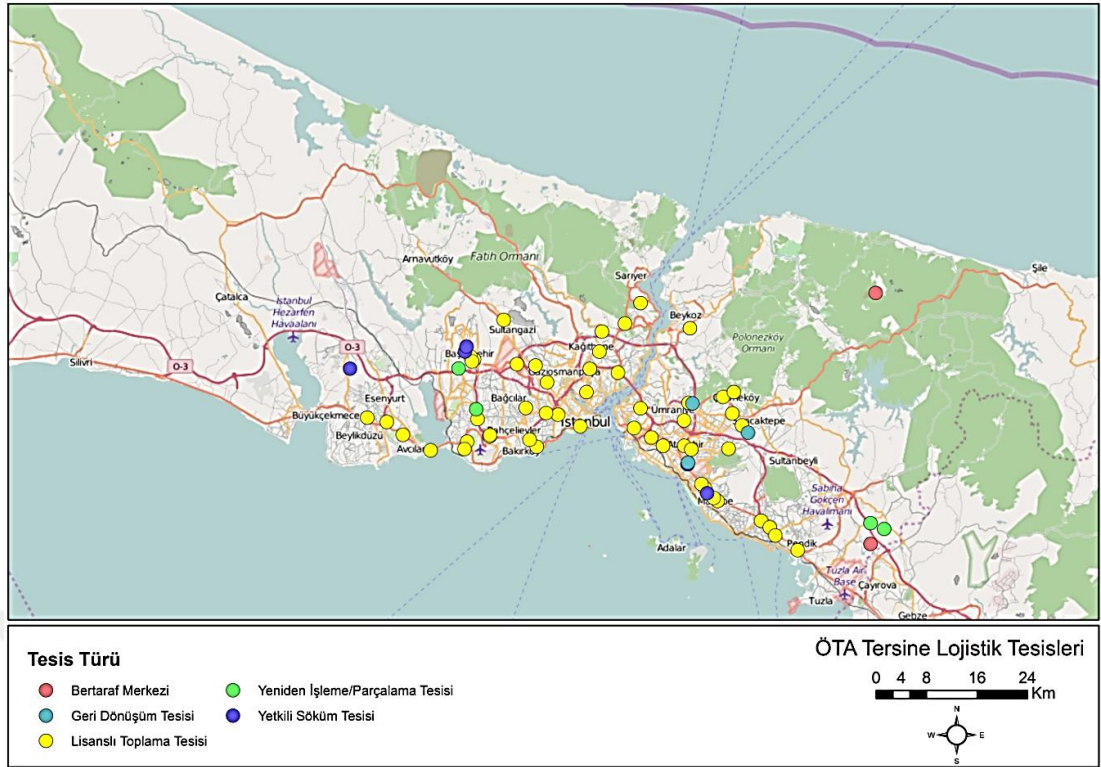 Şile
Fatih Ormanı
Arnavutköy
Sarıyer
Çatalca
İstanbul
Hezarfen
Havaalanı
Beykoz
Sultangazi
Polonezköy
Ormanı
O-3
Kağıthane
Silivri
O-3
Gaziosmanpaşa
Esenyurt
Bağcılar
Ümraniye
Büyükçekmece
Beylikdüzü
Bahçelievler
İstanbul
Avcılar
Bakırköy
Sultanbeyli
Sabiha
Gökçen
Havalimanı
Adalar
Pendik
Tuzla Air
Base
Çayırova
Tuzla
Gebze
Tesis Türü
Bertaraf Merkezi
Yeniden İşleme/Parçalama Tesisi
Geri Dönüşüm Tesisi
Yetkili Söküm Tesisi
Lisanslı Toplama Tesisi
ÖTA Tersine Lojistik Tesisleri
0 4 8 16 24
Km
N
W E
S